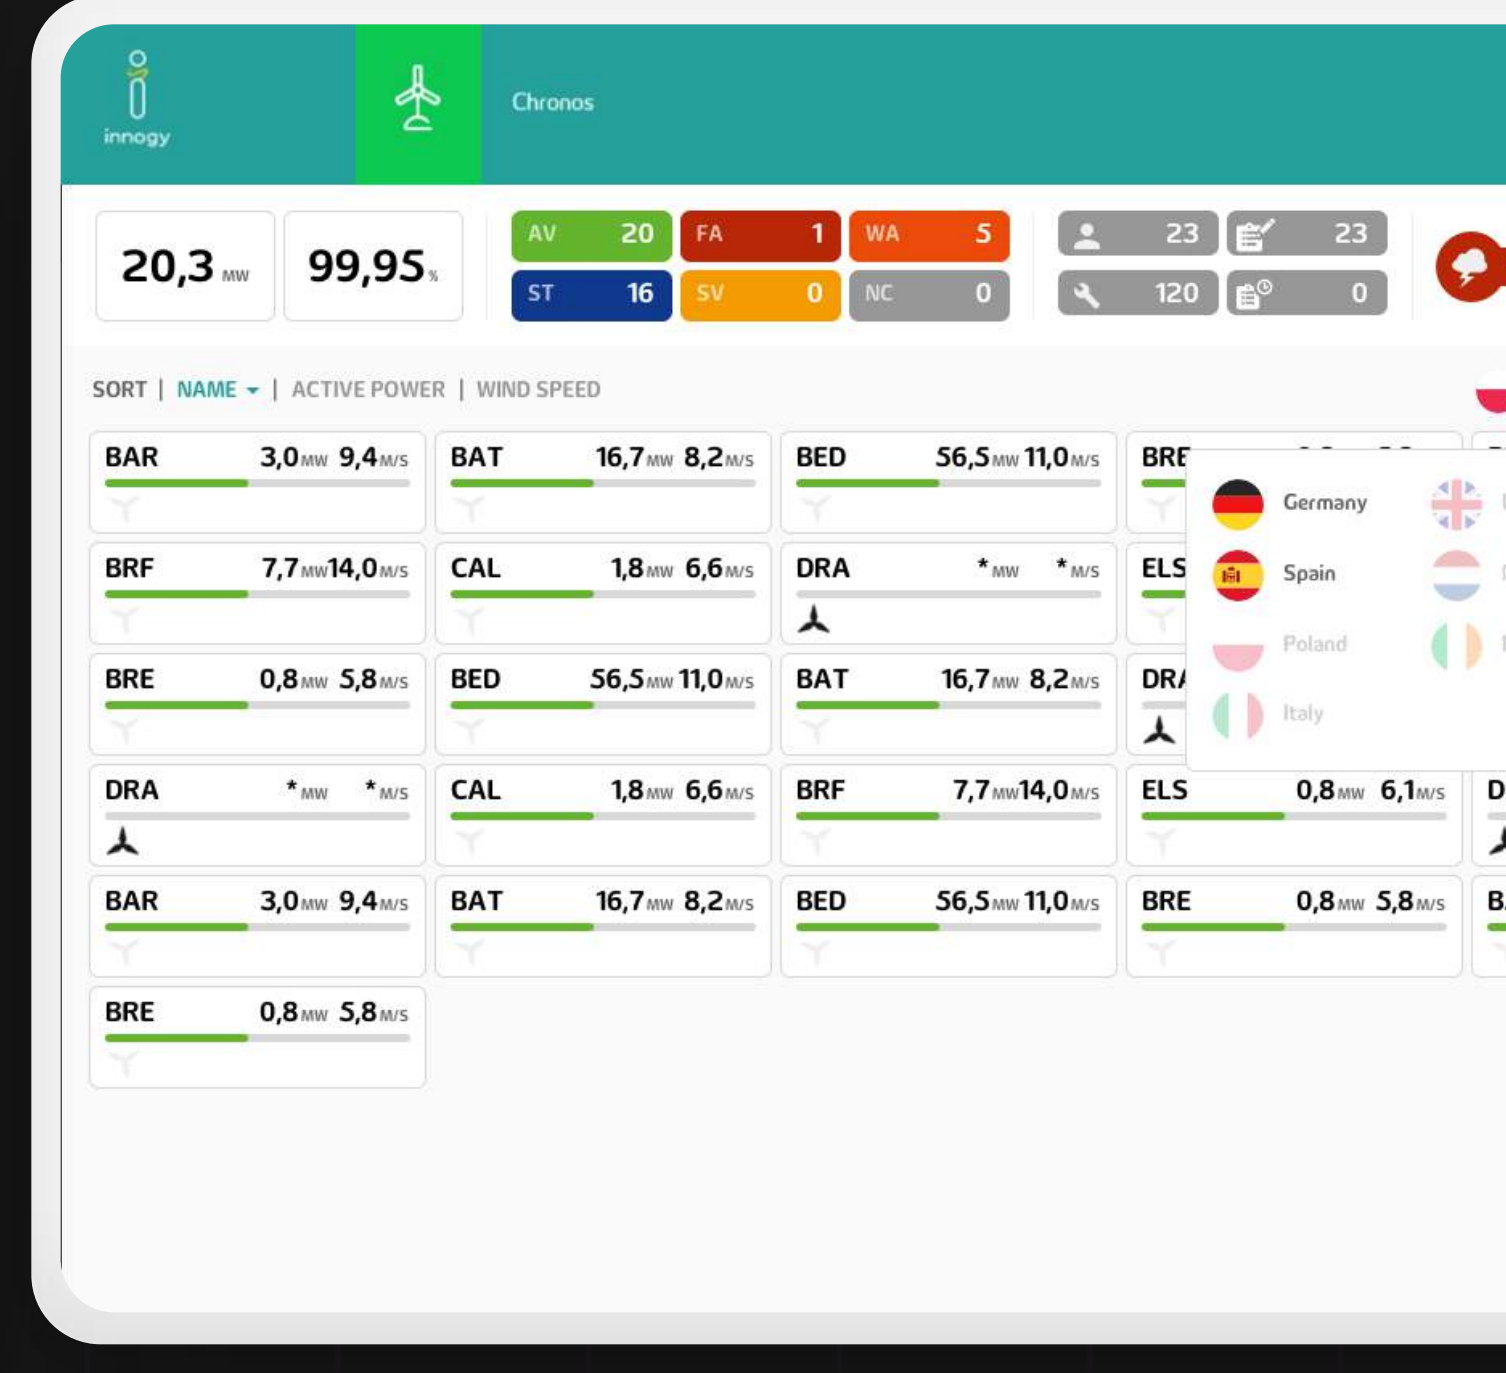 innogy
Chronos
20,3 MW
99,95 %
AV 20 FA 1 WA 5
ST 16 SV 0 NC 0
23 23
120 0
SORT | NAME | ACTIVE POWER | WIND SPEED
BAR 3,0 MW 9,4 M/S
BAT 16,7 MW 8,2 M/S
BED 56,5 MW 11,0 M/S
BRE
BRF 7,7 MW 14,0 M/S
CAL 1,8 MW 6,6 M/S
DRA * MW * M/S
ELS
Germany
Spain
Poland
Italy
BRE 0,8 MW 5,8 M/S
BED 56,5 MW 11,0 M/S
BAT 16,7 MW 8,2 M/S
DRA
DRA * MW * M/S
CAL 1,8 MW 6,6 M/S
BRF 7,7 MW 14,0 M/S
ELS 0,8 MW 6,1 M/S
D
BAR 3,0 MW 9,4 M/S
BAT 16,7 MW 8,2 M/S
BED 56,5 MW 11,0 M/S
BRE 0,8 MW 5,8 M/S
B
BRE 0,8 MW 5,8 M/S